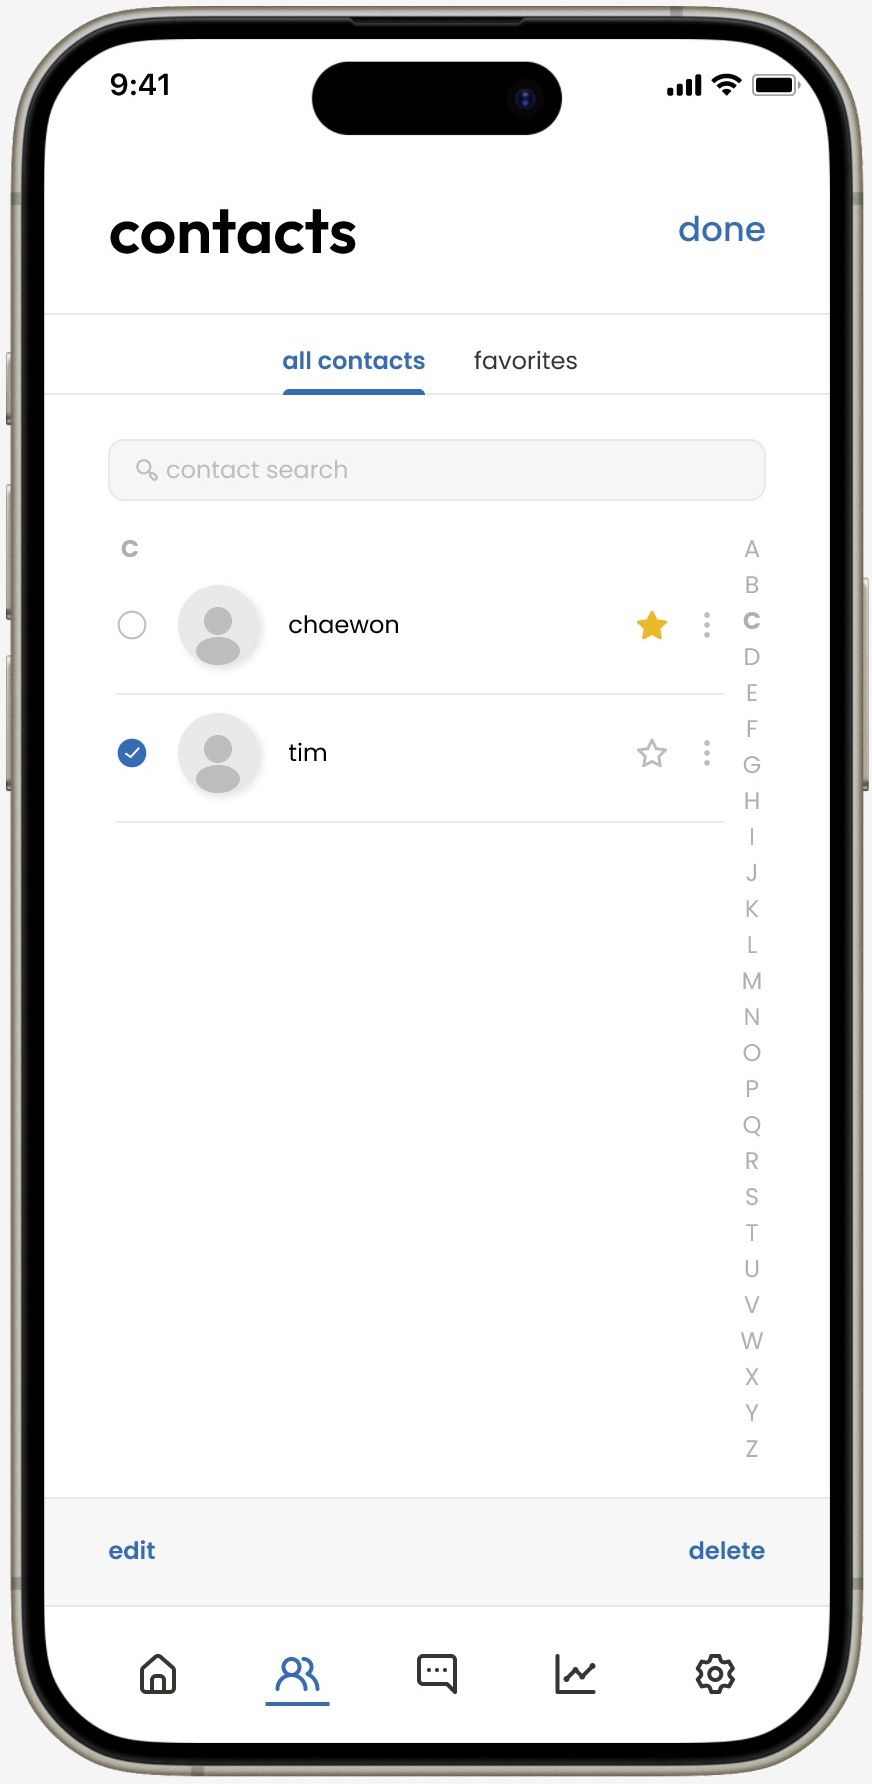 9:41
contacts
done
all contacts
favorites
contact search
C
chaewon
tim
A
B
C
D
E
F
G
H
I
J
K
L
M
N
O
P
Q
R
S
T
U
V
W
X
Y
Z
edit
delete